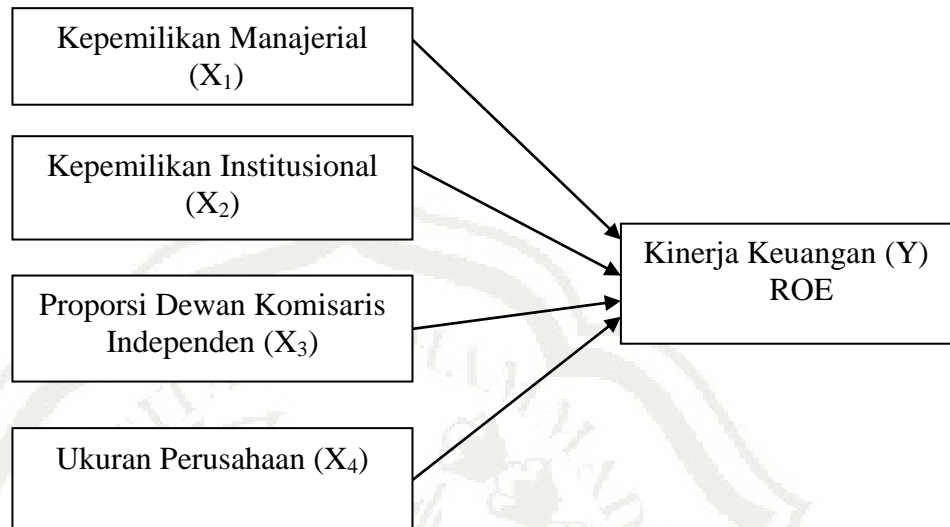 Kepemilikan Manajerial
(X₁)
Kepemilikan Institusional
(X₂)
Proporsi Dewan Komisaris
Independen (X₃)
Ukuran Perusahaan (X₄)
Kinerja Keuangan (Y)
ROE